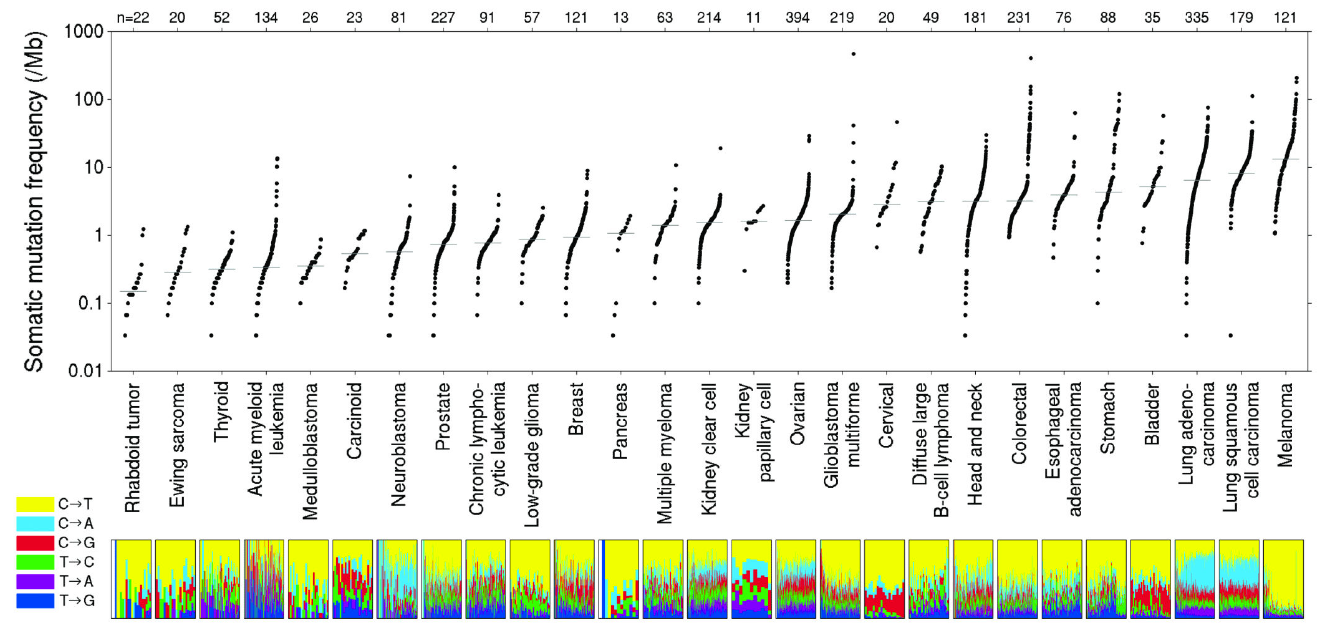 n=22 20 52 134 26 23 81 227 91 57 121 13 63 214 11 394 219 20 49 181 231 76 88 35 335 179 121
Somatic mutation frequency (/Mb)
1000
100
10
1
0.1
0.01
Rhabdoid tumor
Ewing sarcoma
Thyroid
Acute myeloid
leukemia
Medulloblastoma
Carcinoid
Neuroblastoma
Prostate
Chronic lympho-
cytic leukemia
Low-grade glioma
Breast
Pancreas
Multiple myeloma
Kidney clear cell
Kidney
papillary cell
Ovarian
Glioblastoma
multiforme
Cervical
Diffuse large
B-cell lymphoma
Head and neck
Colorectal
Esophageal
adenocarcinoma
Stomach
Bladder
Lung adeno-
carcinoma
Lung squamous
cell carcinoma
Melanoma
C→T
C→A
C→G
T→C
T→A
T→G